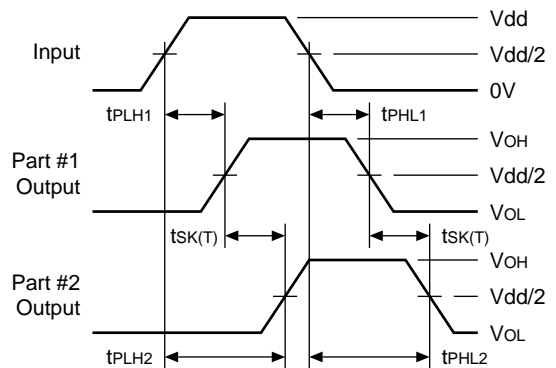 Vdd
Input
Vdd/2
0V
tPLH1
tPHL1
VOH
Part #1
Output
Vdd/2
VOL
tSK(T)
tSK(T)
VOH
Part #2
Output
Vdd/2
VOL
tPLH2
tPHL2